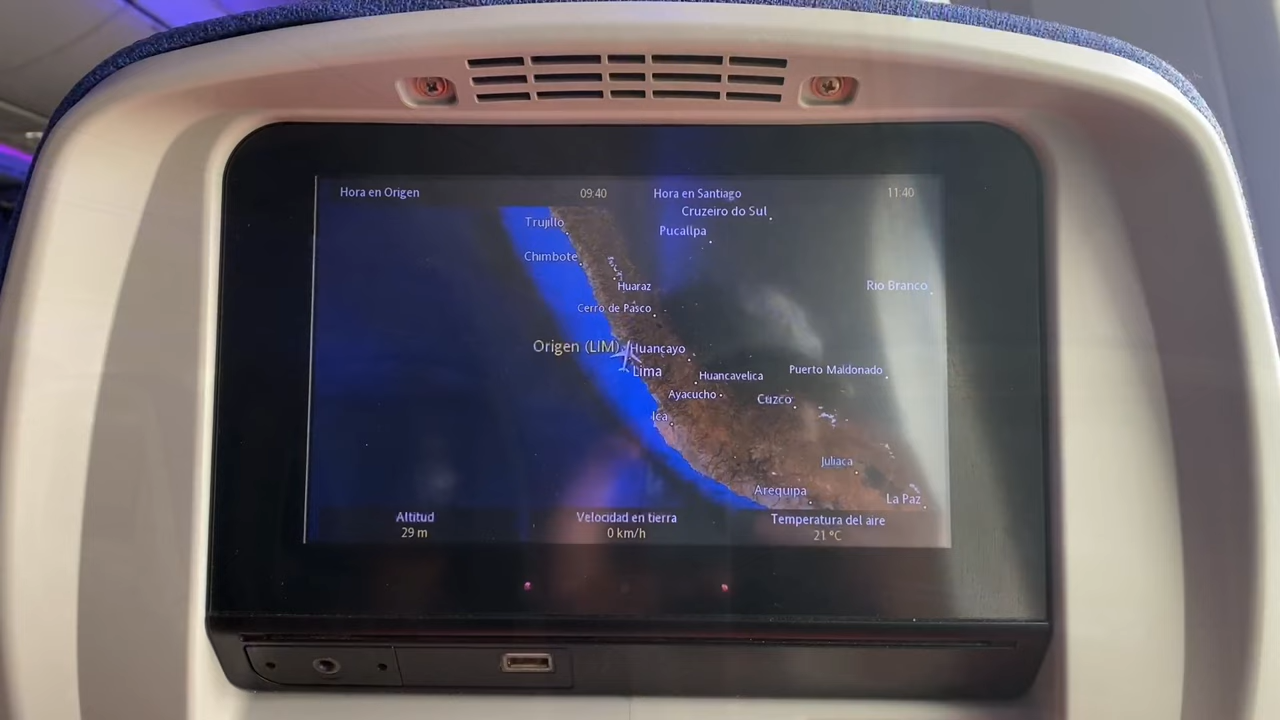 Hora en Origen 09:40 Hora en Santiago 11:40
Cruzeiro do Sul
Trujillo
Pucallpa
Chimbote
Huaraz
Rio Branco
Cerro de Pasco
Origen (LIM)
Huancayo
Lima
Puerto Maldonado
Huancavelica
Ayacucho
Cuzco
Ica
Juliaca
Arequipa
La Paz
Altitud
29 m
Velocidad en tierra
0 km/h
Temperatura del aire
21 °C